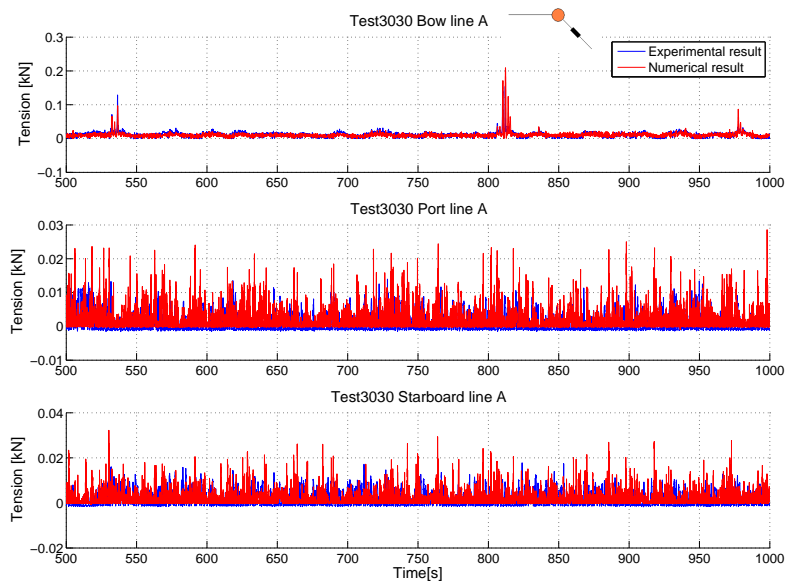 Test3030 Bow line A
Experimental result
Numerical result
Tension [kN]
0.3
0.2
0.1
0
−0.1
500 550 600 650 700 750 800 850 900 950 1000
Test3030 Port line A
Tension [kN]
0.03
0.02
0.01
0
−0.01
500 550 600 650 700 750 800 850 900 950 1000
Test3030 Starboard line A
Tension [kN]
0.04
0.02
0
−0.02
500 550 600 650 700 750 800 850 900 950 1000
Time[s]